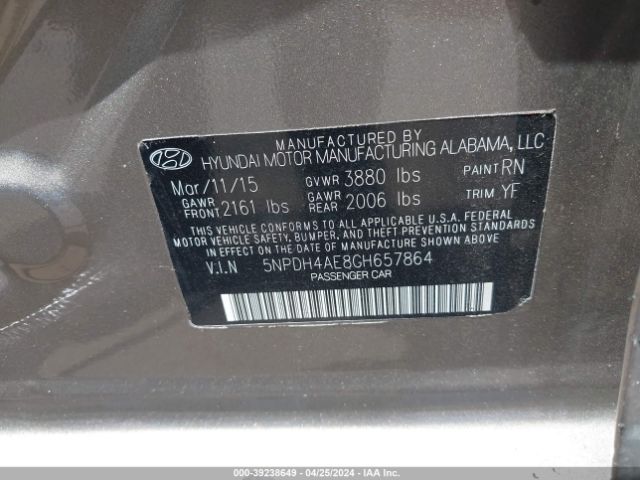 MANUFACTURED BY
HYUNDAI MOTOR MANUFACTURING ALABAMA, LLC
Mar/11/15 GVWR 3880 lbs PAINT RN
GAWR FRONT 2161 lbs GAWR REAR 2006 lbs TRIM YF
THIS VEHICLE CONFORMS TO ALL APPLICABLE U.S.A. FEDERAL
MOTOR VEHICLE SAFETY, BUMPER, AND THEFT PREVENTION STANDARDS
IN EFFECT ON THE DATE OF MANUFACTURE SHOWN ABOVE.
V.I.N 5NPDH4AE8GH657864
PASSENGER CAR
000-39238649 - 04/25/2024 - IAAI.COM